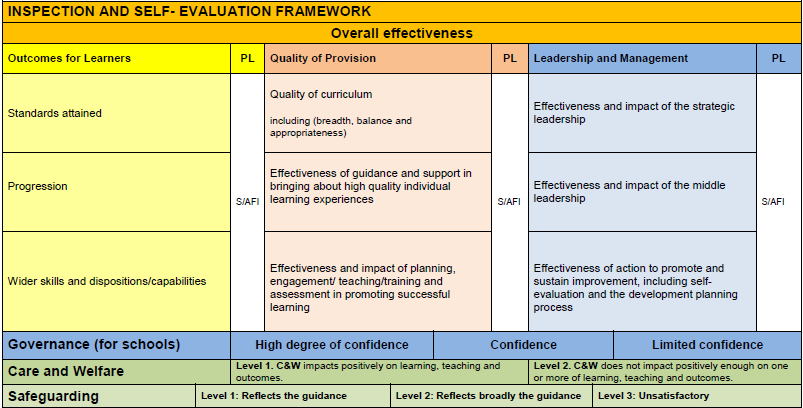 INSPECTION AND SELF- EVALUATION FRAMEWORK
Overall effectiveness
Outcomes for Learners
PL
Quality of Provision
PL
Leadership and Management
PL
Standards attained
Quality of curriculum
including (breadth, balance and
appropriateness)
Effectiveness and impact of the strategic
leadership
Progression
S/AFI
Effectiveness of guidance and support in
bringing about high quality individual
learning experiences
S/AFI
Effectiveness and impact of the middle
leadership
S/AFI
Wider skills and dispositions/capabilities
Effectiveness and impact of planning,
engagement/ teaching/training and
assessment in promoting successful
learning
Effectiveness of action to promote and
sustain improvement, including self-
evaluation and the development planning
process
Governance (for schools)
High degree of confidence
Confidence
Limited confidence
Care and Welfare
Level 1. C&W impacts positively on learning, teaching and
outcomes.
Level 2. C&W does not impact positively enough on one
or more of learning, teaching and outcomes.
Safeguarding
Level 1: Reflects the guidance
Level 2: Reflects broadly the guidance
Level 3: Unsatisfactory